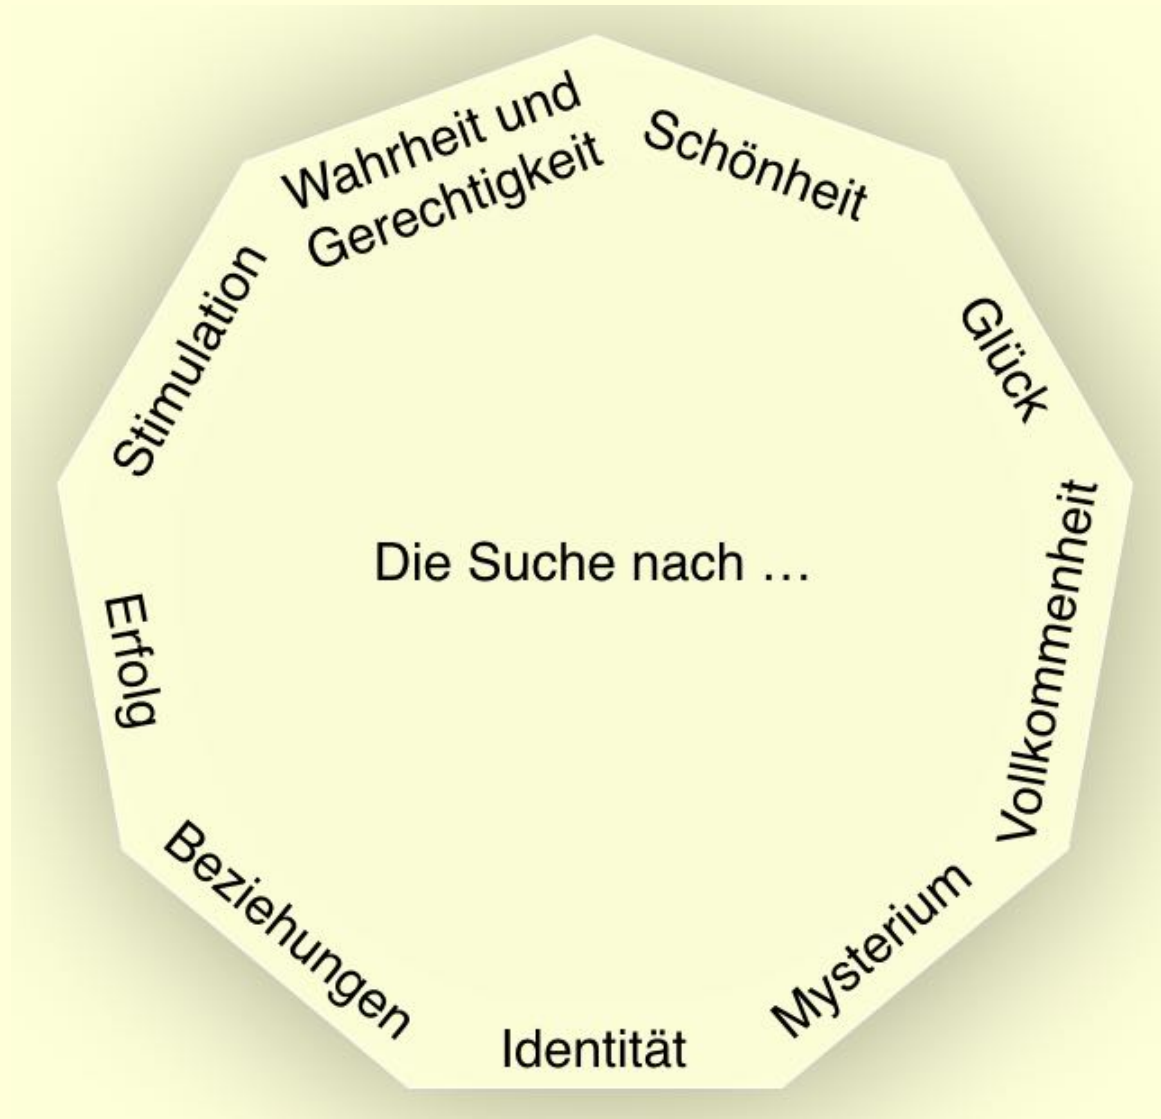 Wahrheit und
Gerechtigkeit
Schönheit
Glück
Vollkommenheit
Mysterium
Identität
Beziehungen
Erfolg
Stimulation
Die Suche nach …